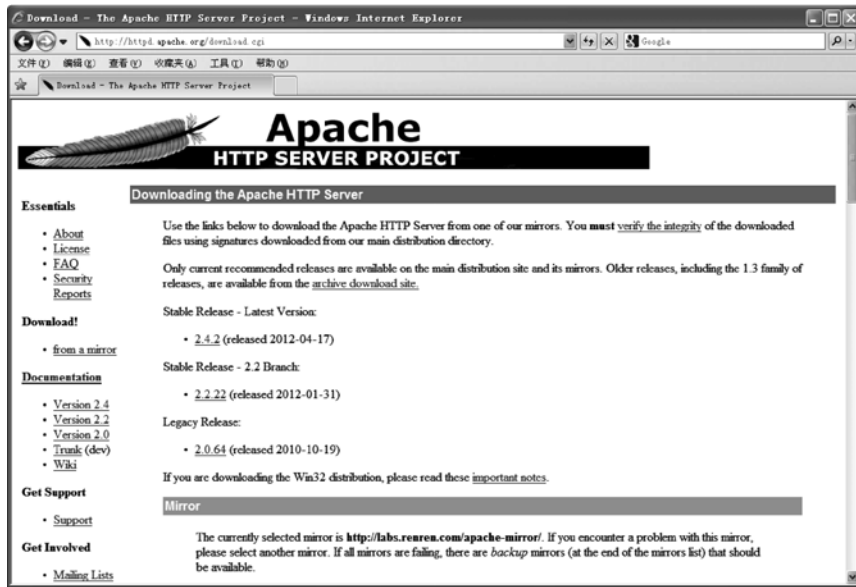 Download - The Apache HTTP Server Project - Windows Internet Explorer
http://httpd.apache.org/download.cgi
Google
文件(F) 编辑(E) 查看(V) 收藏夹(A) 工具(T) 帮助(H)
Download - The Apache HTTP Server Project
Apache
HTTP SERVER PROJECT
Essentials
• About
• License
• FAQ
• Security
Reports
Download!
• from a mirror
Documentation
• Version 2.4
• Version 2.2
• Version 2.0
• Trunk (dev)
• Wiki
Get Support
• Support
Get Involved
• Mailing Lists
Downloading the Apache HTTP Server
Use the links below to download the Apache HTTP Server from one of our mirrors. You must verify the integrity of the downloaded
files using signatures downloaded from our main distribution directory.
Only current recommended releases are available on the main distribution site and its mirrors. Older releases, including the 1.3 family of
releases, are available from the archive download site.
Stable Release - Latest Version:
• 2.4.2 (released 2012-04-17)
Stable Release - 2.2 Branch:
• 2.2.22 (released 2012-01-31)
Legacy Release:
• 2.0.64 (released 2010-10-19)
If you are downloading the Win32 distribution, please read these important notes.
Mirror
The currently selected mirror is http://labs.renren.com/apache-mirror/. If you encounter a problem with this mirror,
please select another mirror. If all mirrors are failing, there are backup mirrors (at the end of the mirrors list) that should
be available.